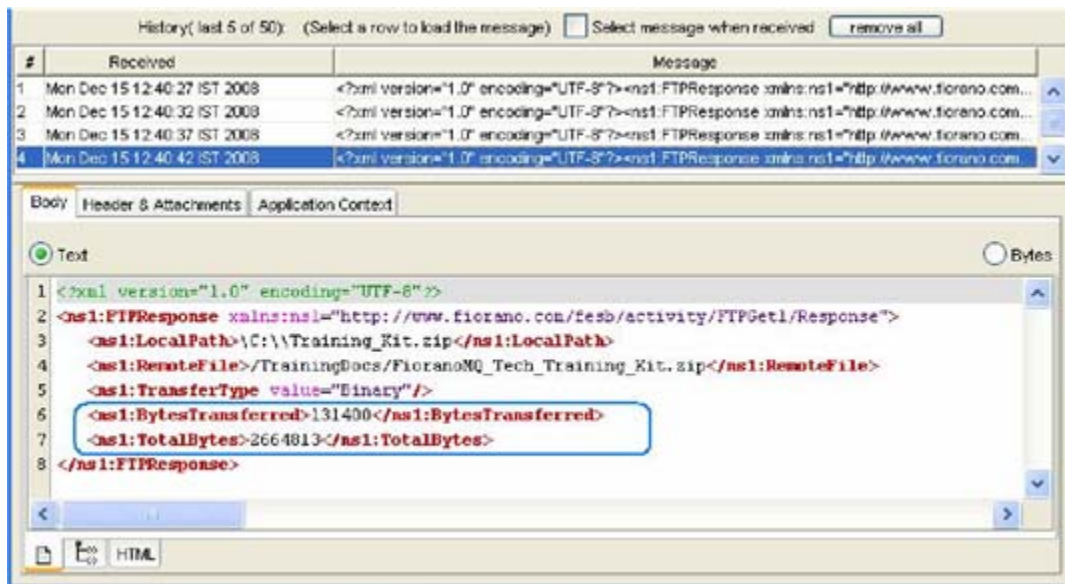 History( last 5 of 50): (Select a row to load the message) Select message when received remove all
# Received Message
1 Mon Dec 15 12:40:27 IST 2008 <?xml version="1.0" encoding="UTF-8"?><ns1:FTPResponse xmlns:ns1="http://www.fiorano.com...
2 Mon Dec 15 12:40:32 IST 2008 <?xml version="1.0" encoding="UTF-8"?><ns1:FTPResponse xmlns:ns1="http://www.fiorano.com...
3 Mon Dec 15 12:40:37 IST 2008 <?xml version="1.0" encoding="UTF-8"?><ns1:FTPResponse xmlns:ns1="http://www.fiorano.com...
4 Mon Dec 15 12:40:42 IST 2008 <?xml version="1.0" encoding="UTF-8"?><ns1:FTPResponse xmlns:ns1="http://www.fiorano.com...
Body Header & Attachments Application Context
Text Bytes
1 <?xml version="1.0" encoding="UTF-8"?>
2 <ns1:FTPResponse xmlns:ns1="http://www.fiorano.com/fesb/activity/FTPGet1/Response">
3 <ns1:LocalPath>\C:\\Training_Kit.zip</ns1:LocalPath>
4 <ns1:RemoteFile>/TrainingDocs/FioranoMQ_Tech_Training_Kit.zip</ns1:RemoteFile>
5 <ns1:TransferType value="Binary"/>
6 <ns1:BytesTransferred>131400</ns1:BytesTransferred>
7 <ns1:TotalBytes>2664813</ns1:TotalBytes>
8 </ns1:FTPResponse>
HTML